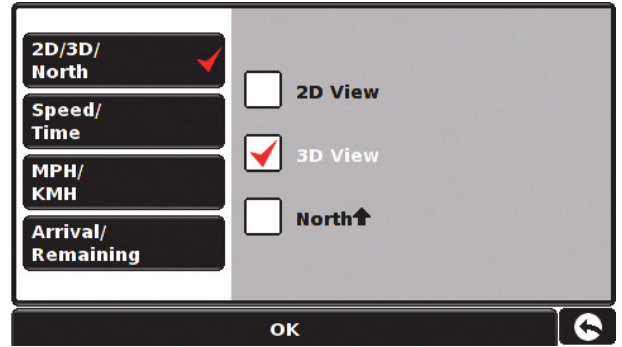 2D/3D/
North
Speed/
Time
MPH/
KMH
Arrival/
Remaining
2D View
3D View
North
OK